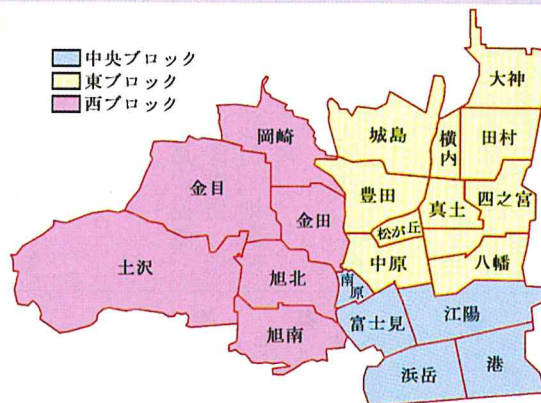 中央ブロック
東ブロック
西ブロック
大神
岡崎
城島
横内
田村
金目
豊田
真土
四之宮
金田
松が丘
土沢
旭北
中原
八幡
南原
江陽
旭南
富士見
浜岳
港